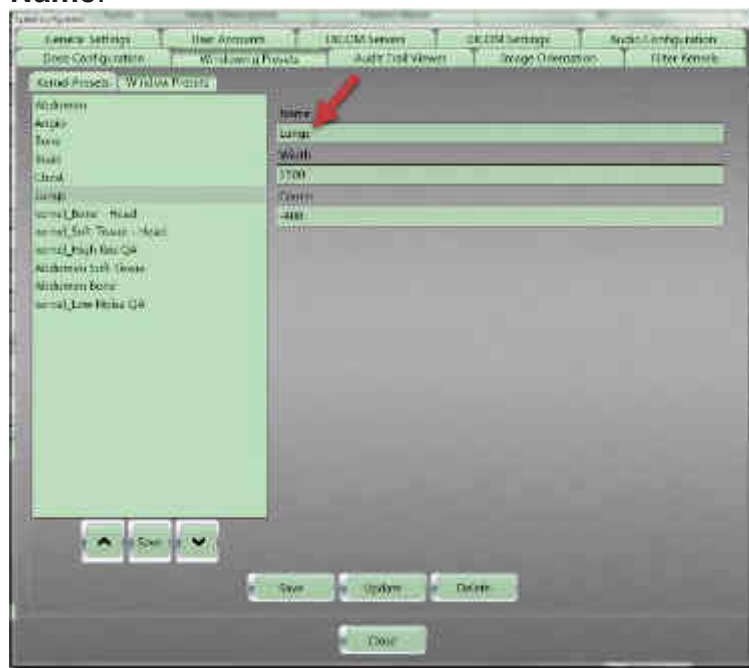 Name.
System Configuration
General Settings
User Accounts
DICOM Servers
DICOM Settings
Audio Configuration
Dose Configuration
Windowing Presets
Audit Trail Viewer
Image Orientation
Filter Kernels
Kernel Presets
Window Presets
Abdomen
Angio
Bone
Brain
Chest
Lungs
kernel_Bone - Head
kernel_Soft Tissue - Head
kernel_High Res QA
Abdomen Soft Tissue
Abdomen Bone
kernel_Low Noise QA
Name
Lungs
Width
1500
Center
-400
Save
Save
Update
Delete
Close